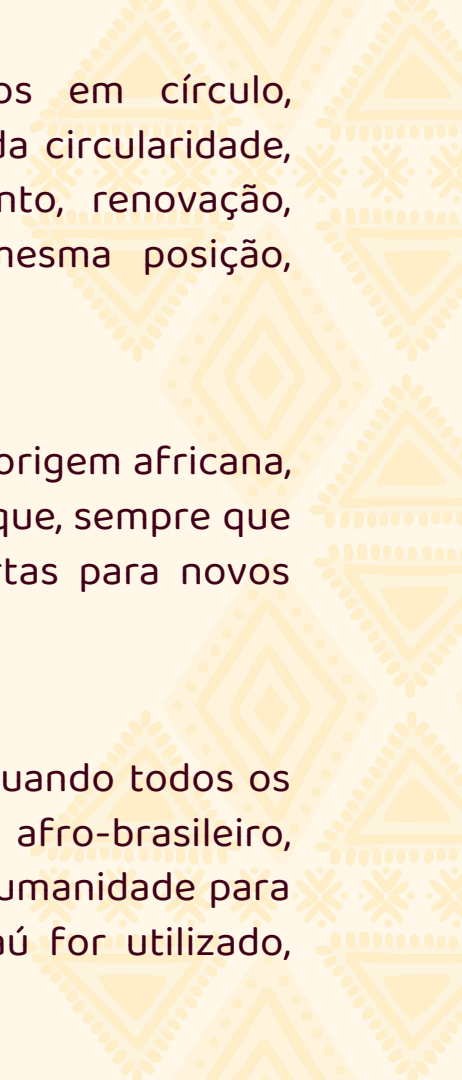 os em círculo,
da circularidade,
nto, renovação,
mesma posição,
origem africana,
que, sempre que
rtas para novos
uando todos os
afro-brasileiro,
umanidade para
aú for utilizado,